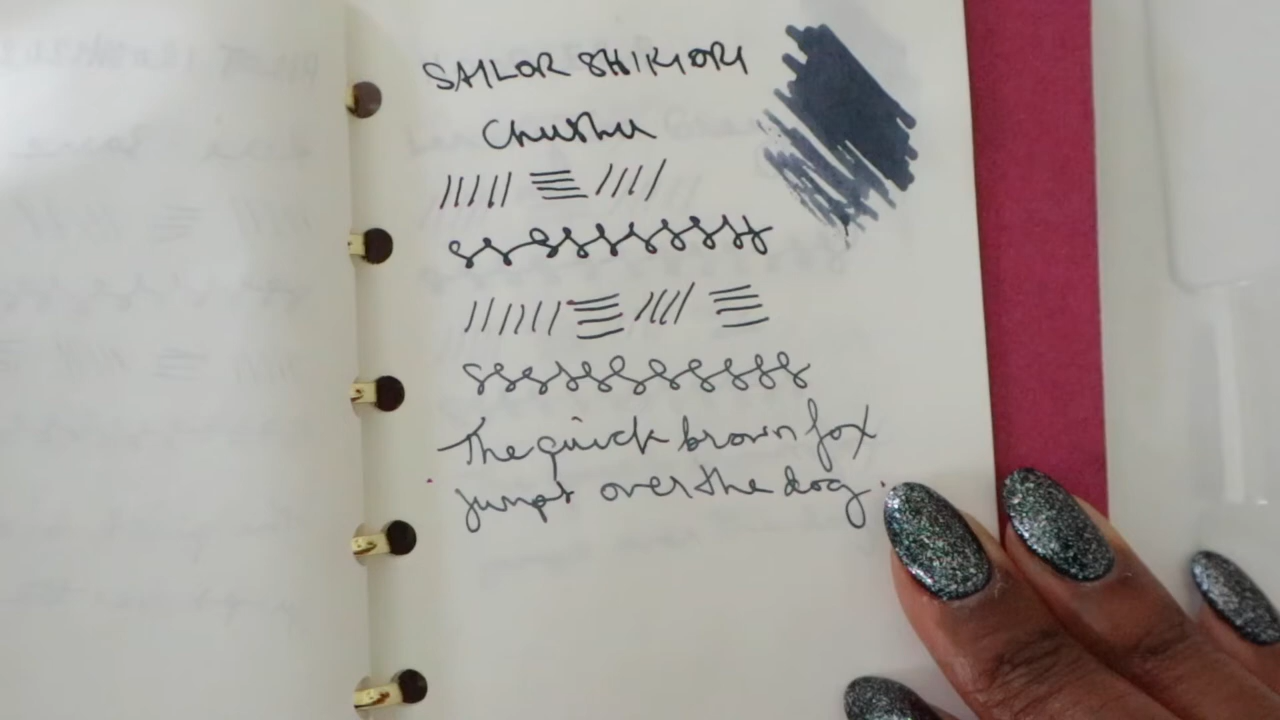 SAILOR SHIKIORI
Chushu
The quick brown fox
jumps over the dog.